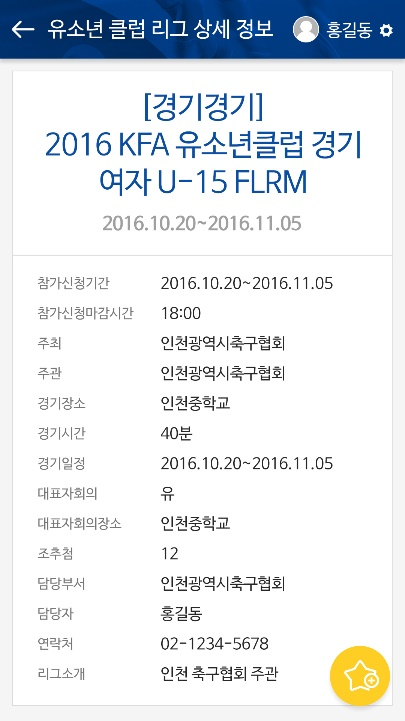 유소년 클럽 리그 상세 정보 홍길동
[경기경기]
2016 KFA 유소년클럽 경기
여자 U-15 FLRM
2016.10.20~2016.11.05
참가신청기간 2016.10.20~2016.11.05
참가신청마감시간 18:00
주최 인천광역시축구협회
주관 인천광역시축구협회
경기장소 인천중학교
경기시간 40분
경기일정 2016.10.20~2016.11.05
대표자회의 유
대표자회의장소 인천중학교
조추첨 12
담당부서 인천광역시축구협회
담당자 홍길동
연락처 02-1234-5678
리그소개 인천 축구협회 주관